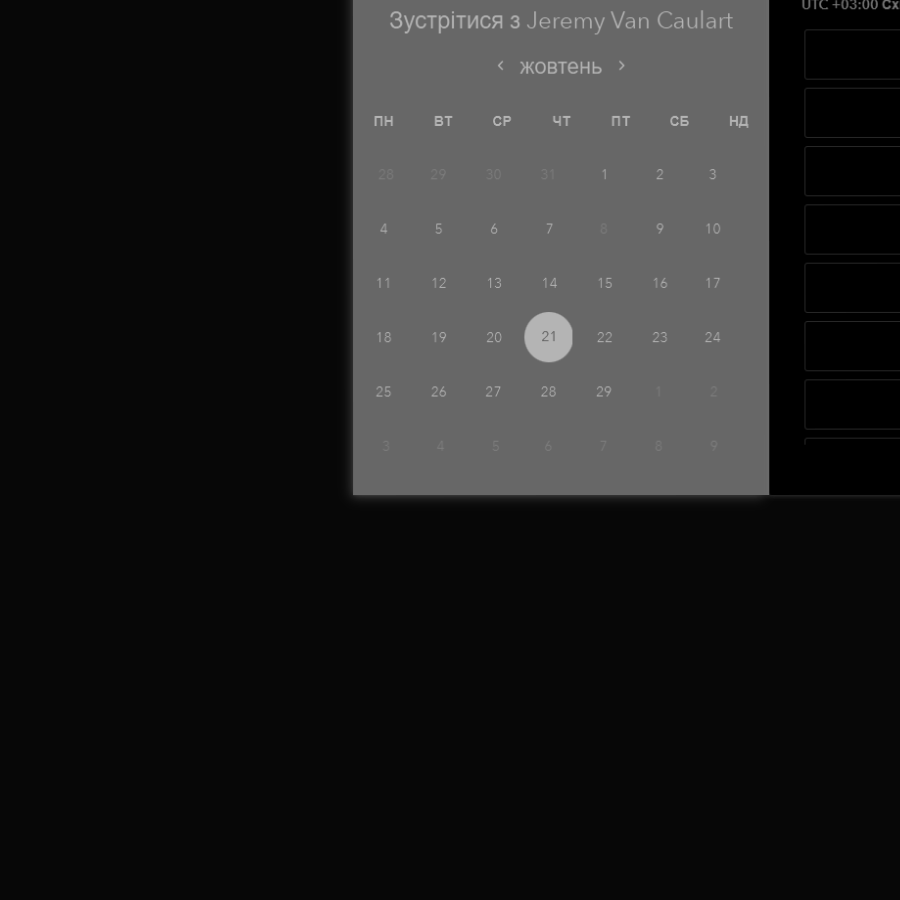 Зустрітися з Jeremy Van Caulart
UTC +03:00 Сх
жовтень
ПН ВТ СР ЧТ ПТ СБ НД
28 29 30 31 1 2 3
4 5 6 7 8 9 10
11 12 13 14 15 16 17
18 19 20 21 22 23 24
25 26 27 28 29 1 2
3 4 5 6 7 8 9